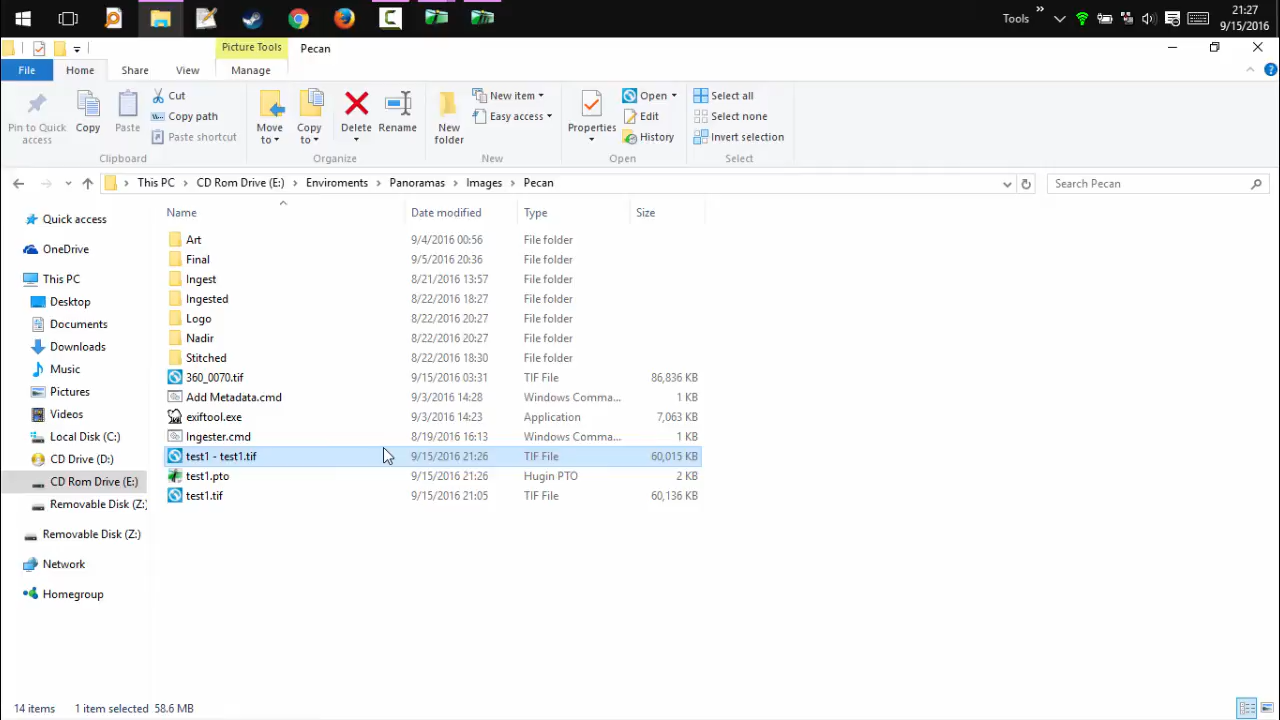 Tools
»
21:27
9/15/2016
Picture Tools
Pecan
File
Home
Share
View
Manage
Pin to Quick access
Copy
Paste
Cut
Copy path
Paste shortcut
Clipboard
Move to
Copy to
Delete
Rename
Organize
New folder
New item
Easy access
New
Properties
Open
Edit
History
Open
Select all
Select none
Invert selection
Select
This PC > CD Rom Drive (E:) > Enviroments > Panoramas > Images > Pecan
Search Pecan
Quick access
OneDrive
This PC
Desktop
Documents
Downloads
Music
Pictures
Videos
Local Disk (C:)
CD Drive (D:)
CD Rom Drive (E:)
Removable Disk (Z:)
Removable Disk (Z:)
Network
Homegroup
Name Date modified Type Size
Art 9/4/2016 00:56 File folder
Final 9/5/2016 20:36 File folder
Ingest 8/21/2016 13:57 File folder
Ingested 8/22/2016 18:27 File folder
Logo 8/22/2016 20:27 File folder
Nadir 8/22/2016 20:27 File folder
Stitched 8/22/2016 18:30 File folder
360_0070.tif 9/15/2016 03:31 TIF File 86,836 KB
Add Metadata.cmd 9/3/2016 14:28 Windows Comma... 1 KB
exiftool.exe 9/3/2016 14:23 Application 7,063 KB
Ingester.cmd 8/19/2016 16:13 Windows Comma... 1 KB
test1 - test1.tif 9/15/2016 21:26 TIF File 60,015 KB
test1.pto 9/15/2016 21:26 Hugin PTO 2 KB
test1.tif 9/15/2016 21:05 TIF File 60,136 KB
14 items 1 item selected 58.6 MB